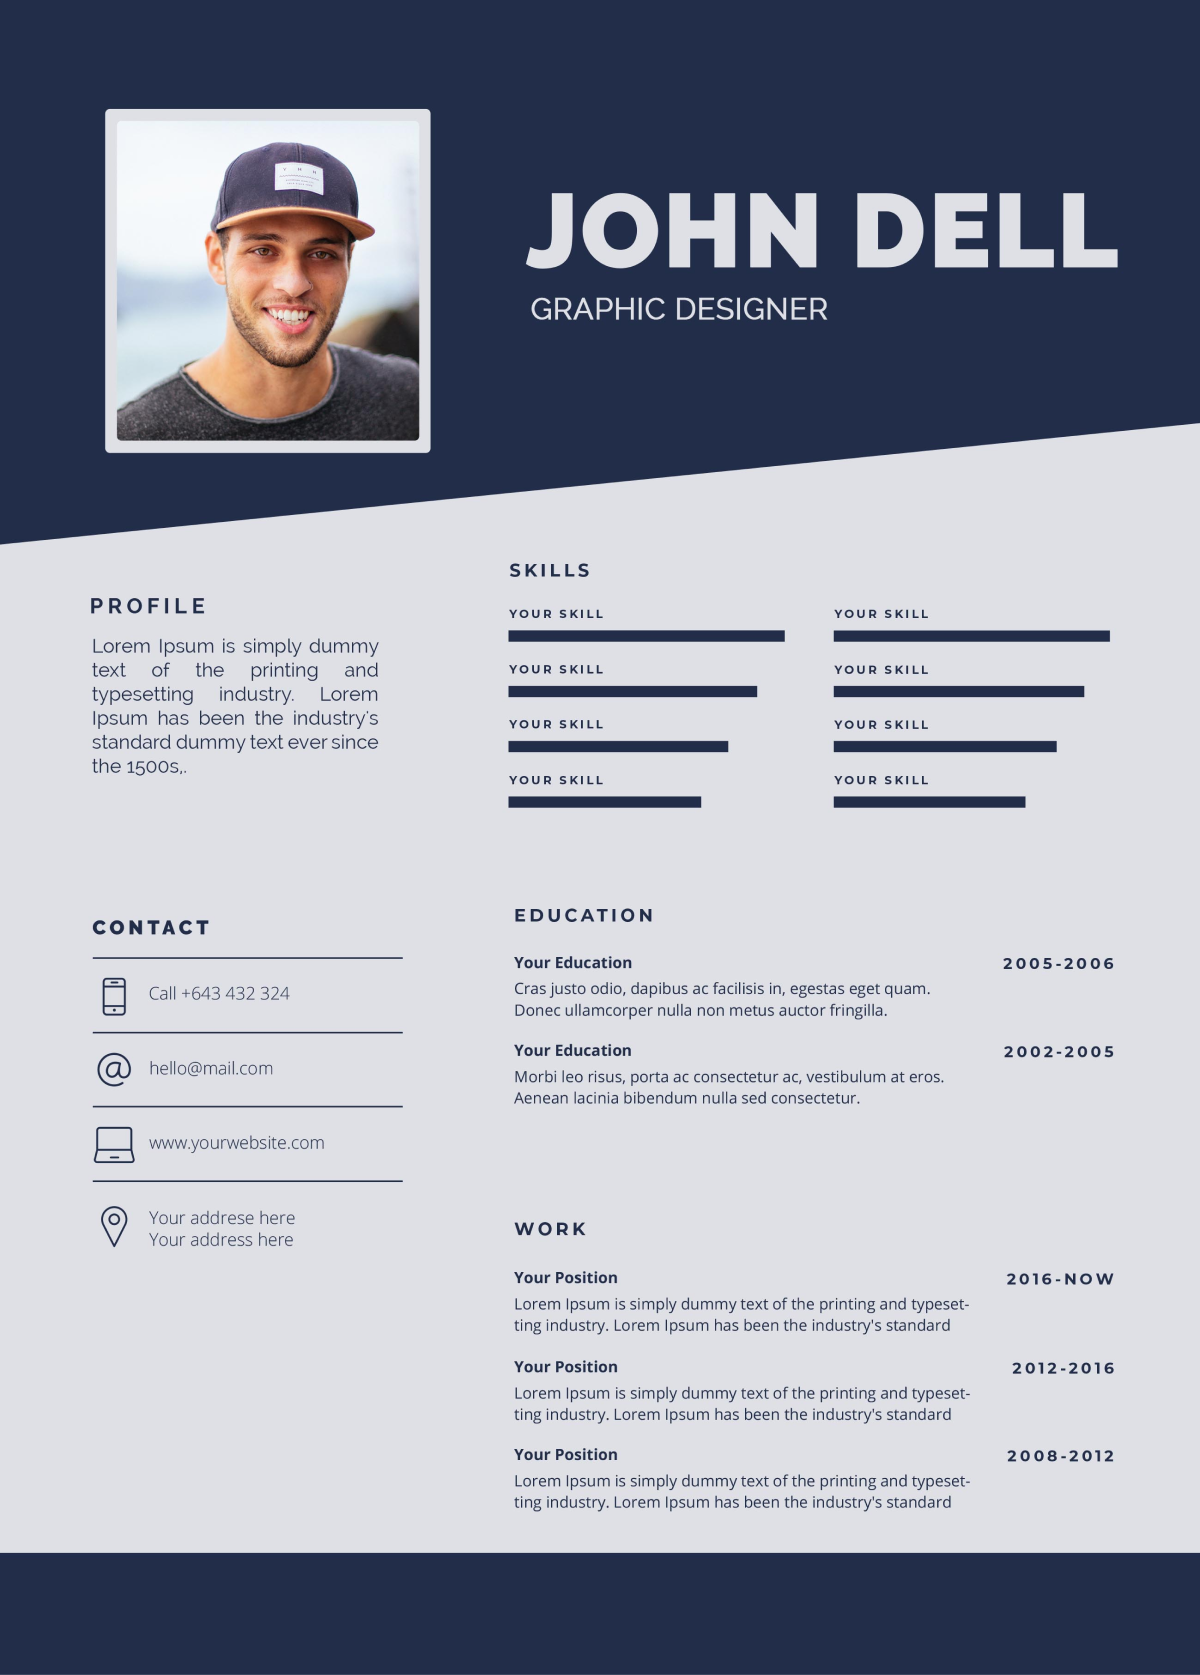 JOHN DELL
GRAPHIC DESIGNER
PROFILE
Lorem Ipsum is simply dummy
text of the printing and
typesetting industry. Lorem
Ipsum has been the industry's
standard dummy text ever since
the 1500s,.
SKILLS
YOUR SKILL
YOUR SKILL
YOUR SKILL
YOUR SKILL
YOUR SKILL
YOUR SKILL
YOUR SKILL
YOUR SKILL
CONTACT
Call +643 432 324
hello@mail.com
www.yourwebsite.com
Your addrese here
Your address here
EDUCATION
Your Education 2005-2006
Cras justo odio, dapibus ac facilisis in, egestas eget quam.
Donec ullamcorper nulla non metus auctor fringilla.
Your Education 2002-2005
Morbi leo risus, porta ac consectetur ac, vestibulum at eros.
Aenean lacinia bibendum nulla sed consectetur.
WORK
Your Position 2016-NOW
Lorem Ipsum is simply dummy text of the printing and typeset-
ting industry. Lorem Ipsum has been the industry's standard
Your Position 2012-2016
Lorem Ipsum is simply dummy text of the printing and typeset-
ting industry. Lorem Ipsum has been the industry's standard
Your Position 2008-2012
Lorem Ipsum is simply dummy text of the printing and typeset-
ting industry. Lorem Ipsum has been the industry's standard